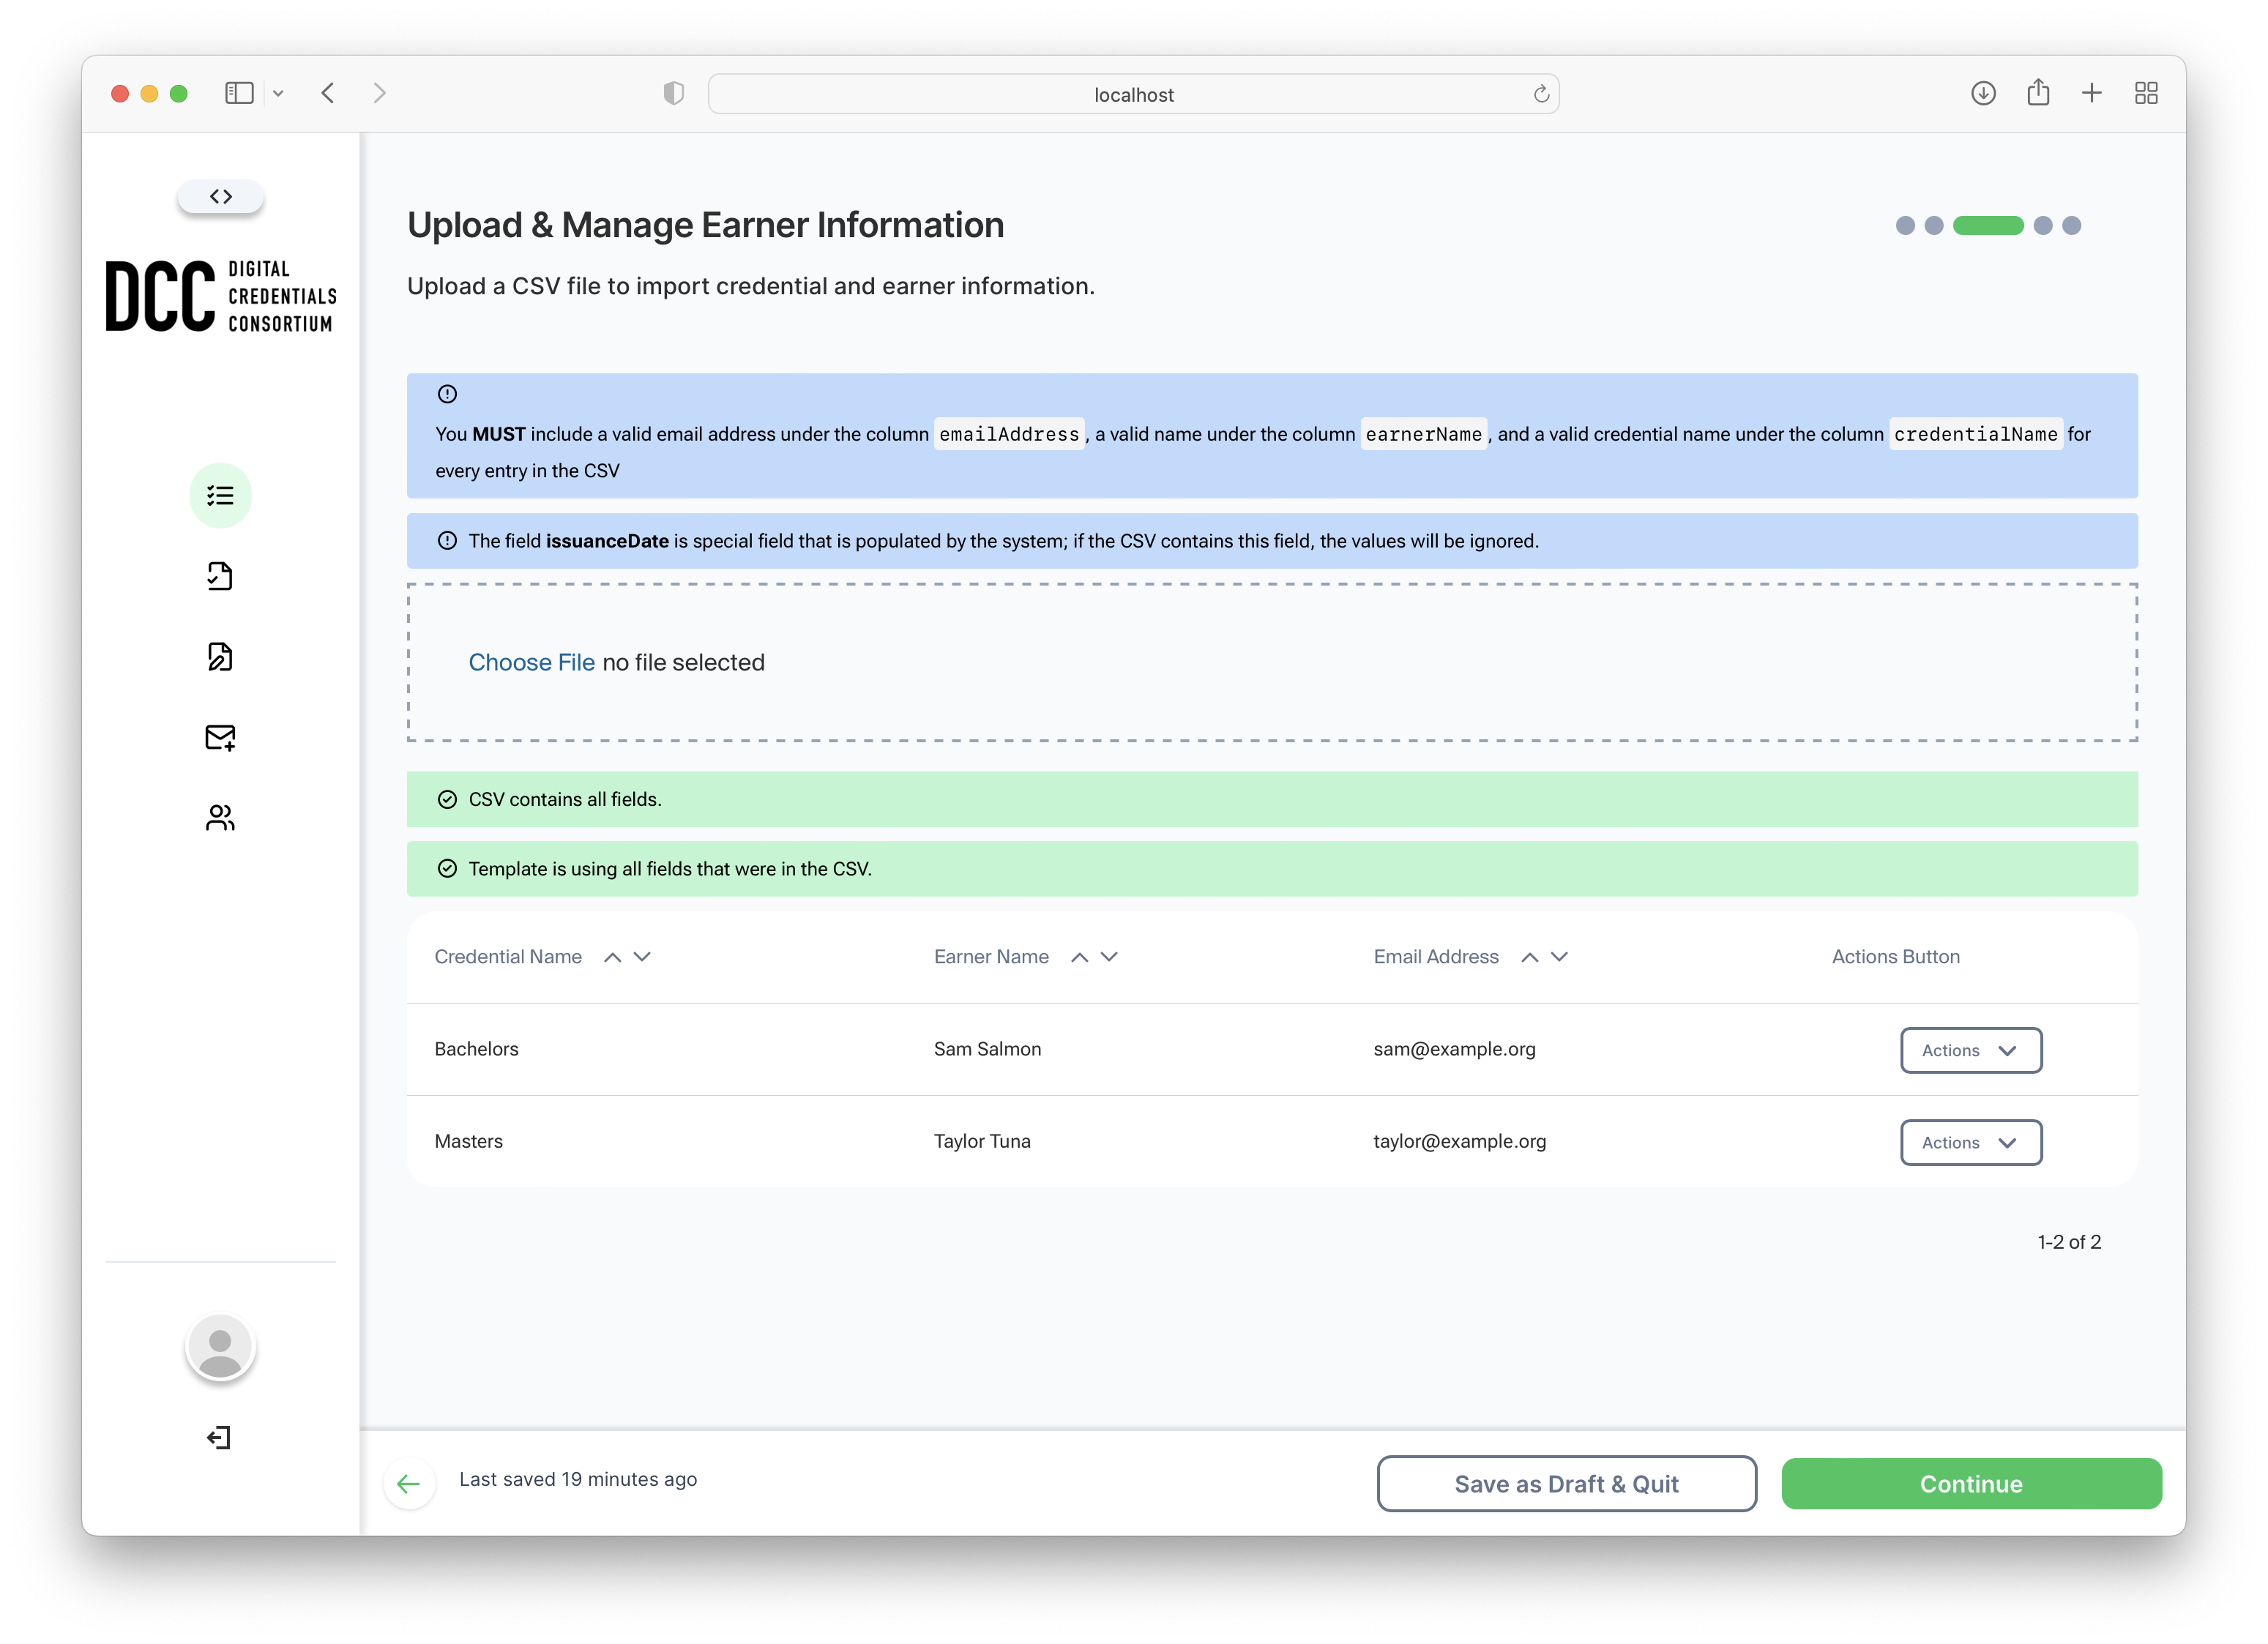 localhost
DCC DIGITAL
CREDENTIALS
CONSORTIUM
Upload & Manage Earner Information
Upload a CSV file to import credential and earner information.
You MUST include a valid email address under the column emailAddress, a valid name under the column earnerName, and a valid credential name under the column credentialName for
every entry in the CSV
The field issuanceDate is special field that is populated by the system; if the CSV contains this field, the values will be ignored.
Choose File no file selected
CSV contains all fields.
Template is using all fields that were in the CSV.
Credential Name Earner Name Email Address Actions Button
Bachelors Sam Salmon sam@example.org Actions
Masters Taylor Tuna taylor@example.org Actions
1-2 of 2
Last saved 19 minutes ago Save as Draft & Quit Continue